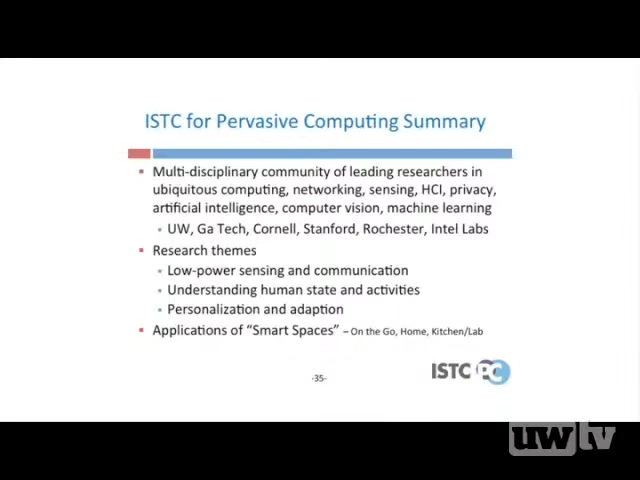 ISTC for Pervasive Computing Summary
Multi-disciplinary community of leading researchers in
ubiquitous computing, networking, sensing, HCI, privacy,
artificial intelligence, computer vision, machine learning
UW, Ga Tech, Cornell, Stanford, Rochester, Intel Labs
Research themes
Low-power sensing and communication
Understanding human state and activities
Personalization and adaption
Applications of “Smart Spaces” – On the Go, Home, Kitchen/Lab
ISTC PC
-35-
uwtv